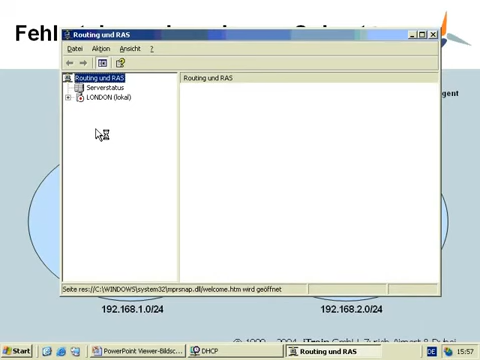 Routing und RAS
Datei Aktion Ansicht ?
Routing und RAS
Serverstatus
LONDON (lokal)
Routing und RAS
gent
Seite res://C:\WINDOWS\system32\mprsnap.dll/welcome.htm wird geöffnet
192.168.1.0/24
192.168.2.0/24
Start
PowerPoint Viewer-Bildsc...
DHCP
Routing und RAS
DE
15:57